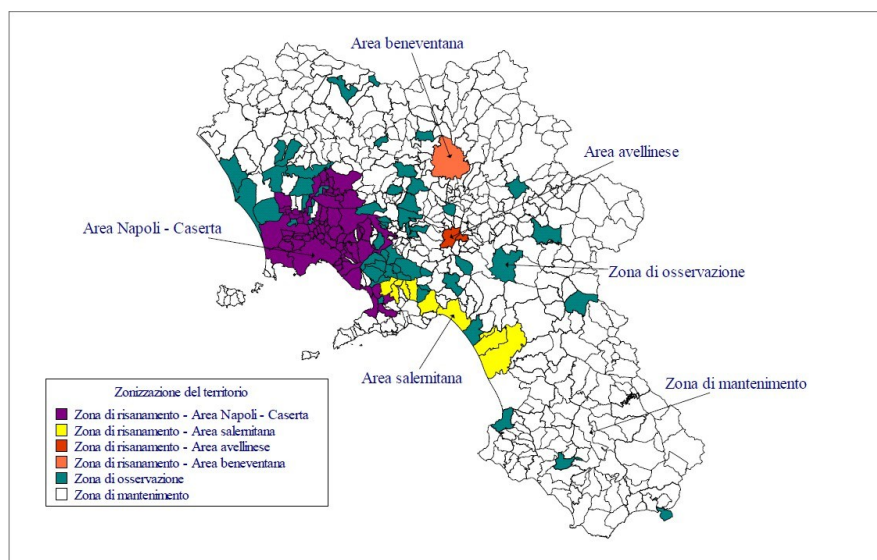 Area beneventana
Area avellinese
Area Napoli - Caserta
Zona di osservazione
Area salernitana
Zona di mantenimento
Zonizzazione del territorio
Zona di risanamento - Area Napoli - Caserta
Zona di risanamento - Area salernitana
Zona di risanamento - Area avellinese
Zona di risanamento - Area beneventana
Zona di osservazione
Zona di mantenimento